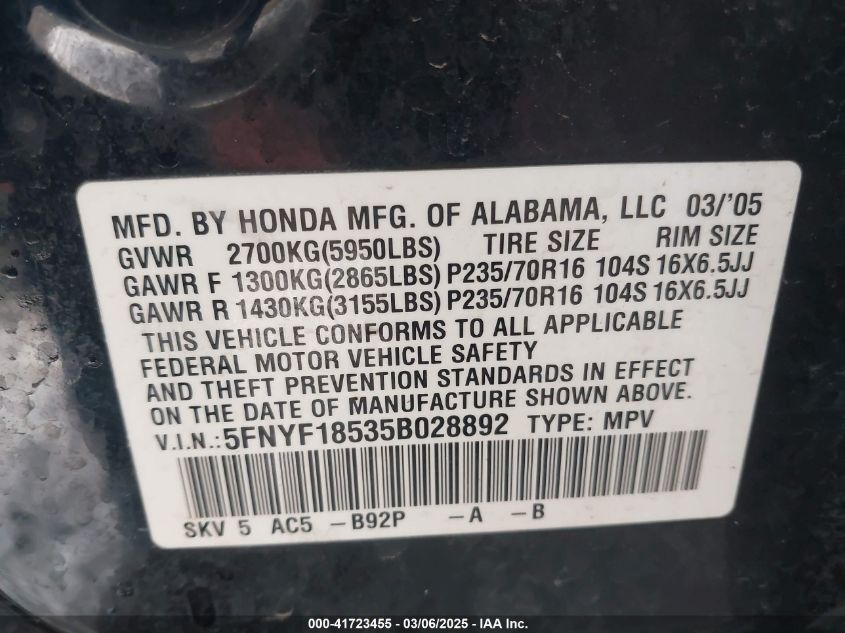 MFD. BY HONDA MFG. OF ALABAMA, LLC 03/'05
GVWR 2700KG(5950LBS) TIRE SIZE RIM SIZE
GAWR F 1300KG(2865LBS) P235/70R16 104S 16X6.5JJ
GAWR R 1430KG(3155LBS) P235/70R16 104S 16X6.5JJ
THIS VEHICLE CONFORMS TO ALL APPLICABLE
FEDERAL MOTOR VEHICLE SAFETY
AND THEFT PREVENTION STANDARDS IN EFFECT
ON THE DATE OF MANUFACTURE SHOWN ABOVE.
V.I.N.:5FNYF18535B028892 TYPE: MPV
SKV 5 AC5 -B92P -A -B
000-41723455 - 03/06/2025 - IAA Inc.